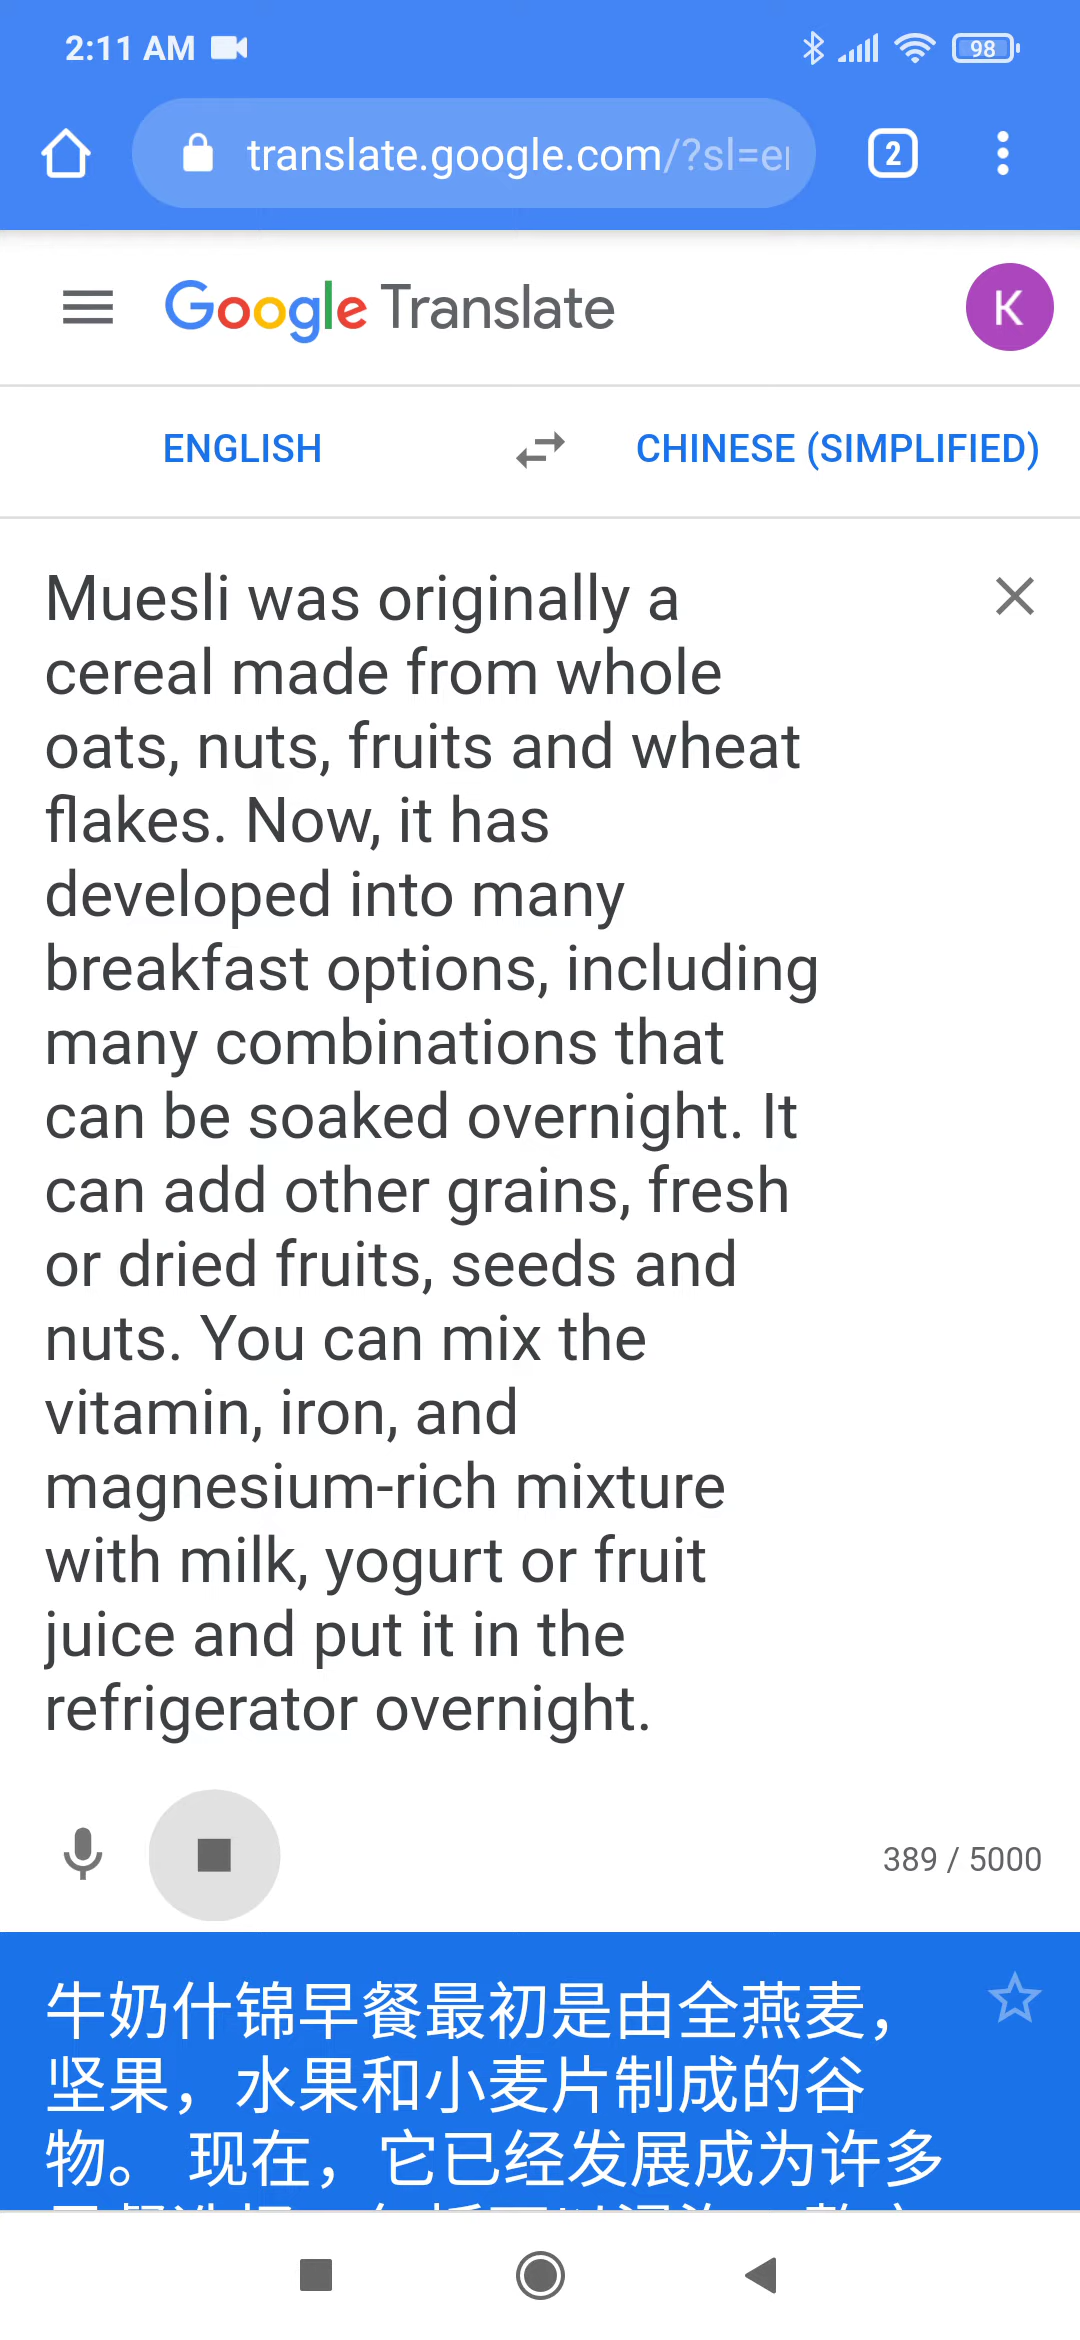 2:11 AM
98
translate.google.com/?sl=e
2
Google Translate
K
ENGLISH
CHINESE (SIMPLIFIED)
Muesli was originally a
cereal made from whole
oats, nuts, fruits and wheat
flakes. Now, it has
developed into many
breakfast options, including
many combinations that
can be soaked overnight. It
can add other grains, fresh
or dried fruits, seeds and
nuts. You can mix the
vitamin, iron, and
magnesium-rich mixture
with milk, yogurt or fruit
juice and put it in the
refrigerator overnight.
389 / 5000
牛奶什锦早餐最初是由全燕麦，
坚果，水果和小麦片制成的谷
物。 现在，它已经发展成为许多